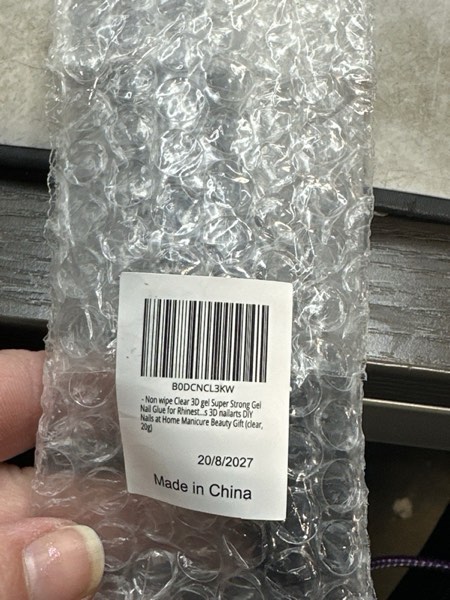 B0DCNCL3KW
- Non wipe Clear 3D gel Super Strong Gel
Nail Glue for Rhinest...s 3D nailarts DIY
Nails at Home Manicure Beauty Gift (clear,
20g)
20/8/2027
Made in China